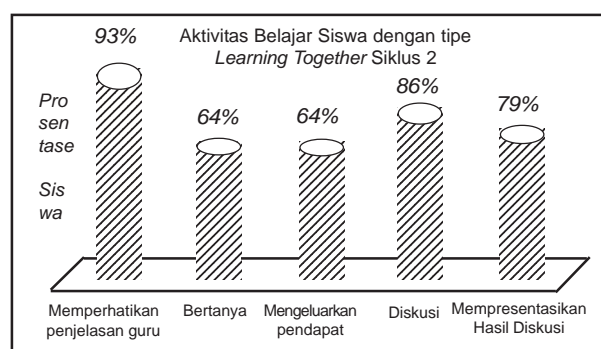 Aktivitas Belajar Siswa dengan tipe
Learning Together Siklus 2
93%
64%
64%
86%
79%
Pro
sen
tase
Sis
wa
Memperhatikan
penjelasan guru
Bertanya
Mengeluarkan
pendapat
Diskusi
Mempresentasikan
Hasil Diskusi